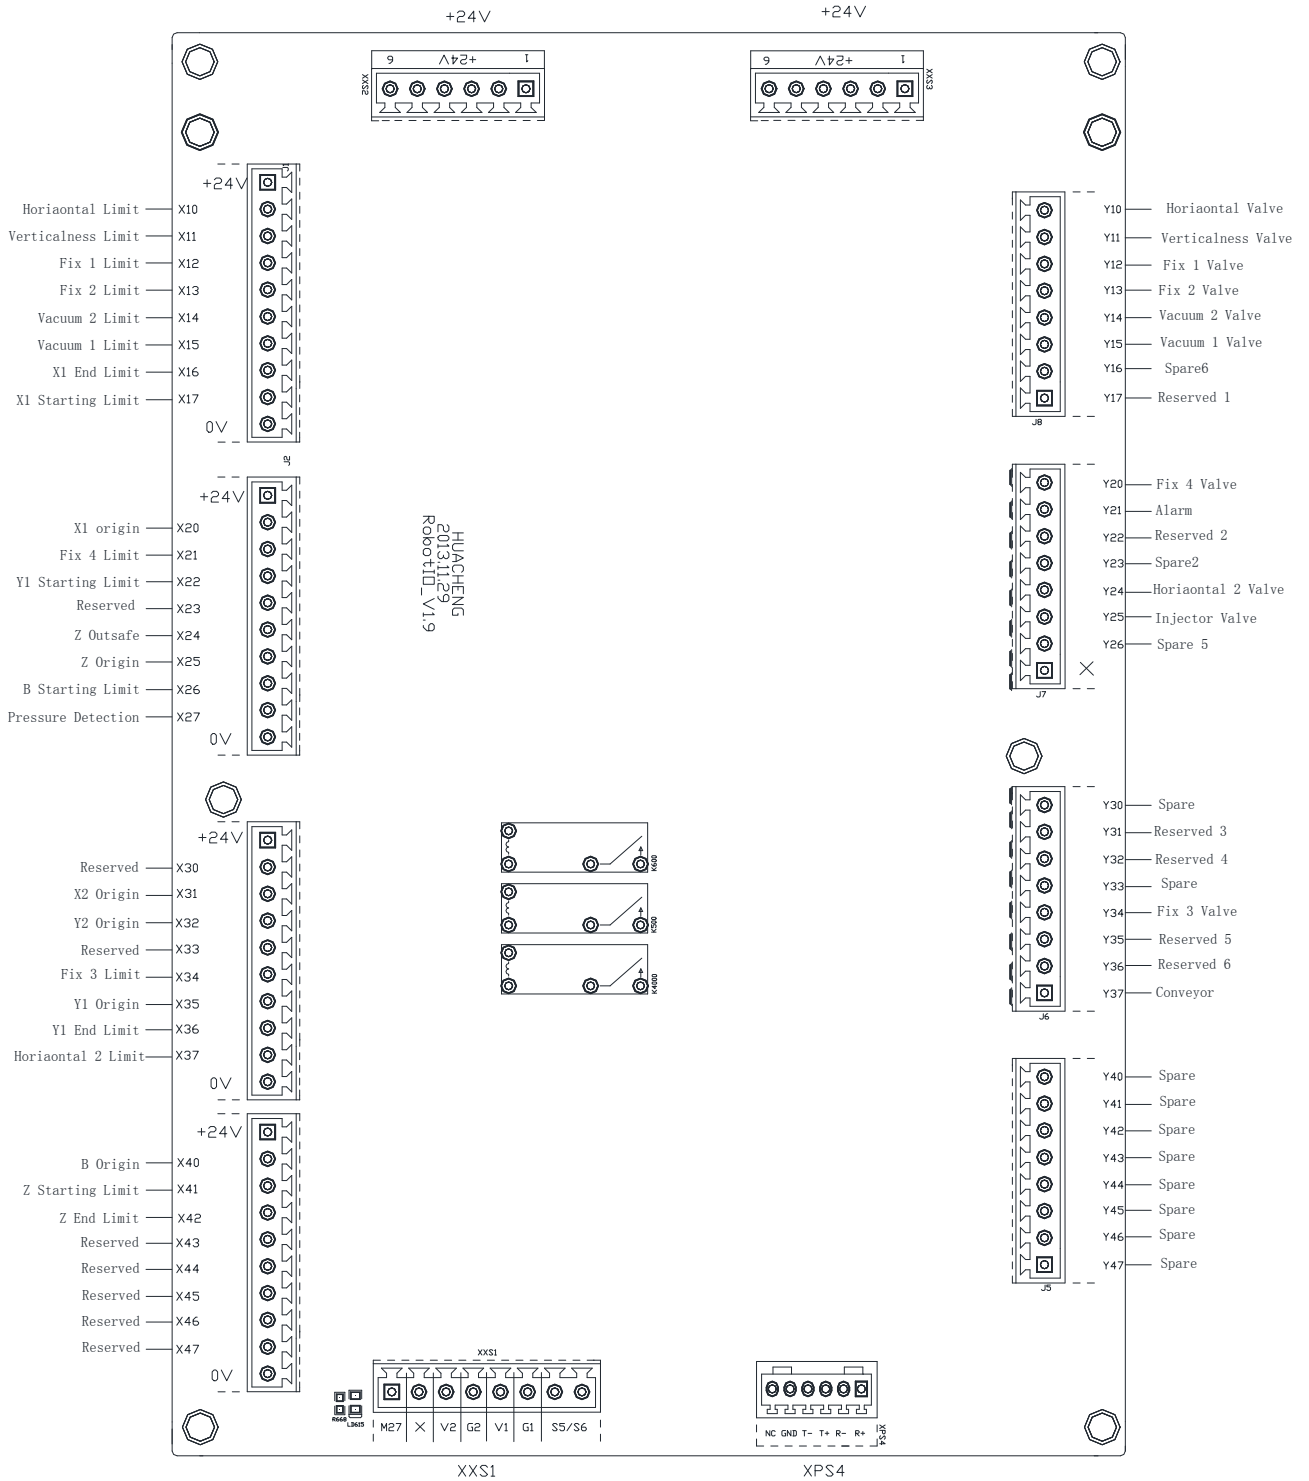 +24V +24V
6 +24V 1
XXS2
6 +24V 1
XXS3
J1
+24V
Horiaontal Limit X10
Verticalness Limit X11
Fix 1 Limit X12
Fix 2 Limit X13
Vacuum 2 Limit X14
Vacuum 1 Limit X15
X1 End Limit X16
X1 Starting Limit X17
0V
Y10 Horiaontal Valve
Y11 Verticalness Valve
Y12 Fix 1 Valve
Y13 Fix 2 Valve
Y14 Vacuum 2 Valve
Y15 Vacuum 1 Valve
Y16 Spare6
Y17 Reserved 1
J8
J2
+24V
X1 origin X20
Fix 4 Limit X21
Y1 Starting Limit X22
Reserved X23
Z Outsafe X24
Z Origin X25
B Starting Limit X26
Pressure Detection X27
0V
HUACHENG
2013.11.29
RobotIO_V1.9
Y20 Fix 4 Valve
Y21 Alarm
Y22 Reserved 2
Y23 Spare2
Y24 Horiaontal 2 Valve
Y25 Injector Valve
Y26 Spare 5
X
J7
+24V
Reserved X30
X2 Origin X31
Y2 Origin X32
Reserved X33
Fix 3 Limit X34
Y1 Origin X35
Y1 End Limit X36
Horiaontal 2 Limit X37
0V
K600
K500
K4000
Y30 Spare
Y31 Reserved 3
Y32 Reserved 4
Y33 Spare
Y34 Fix 3 Valve
Y35 Reserved 5
Y36 Reserved 6
Y37 Conveyor
J6
+24V
B Origin X40
Z Starting Limit X41
Z End Limit X42
Reserved X43
Reserved X44
Reserved X45
Reserved X46
Reserved X47
0V
Y40 Spare
Y41 Spare
Y42 Spare
Y43 Spare
Y44 Spare
Y45 Spare
Y46 Spare
Y47 Spare
J5
XXS1
R668 LD615
M27 X V2 G2 V1 G1 S5/S6
NC GND T- T+ R- R+
XPS4
XXS1 XPS4